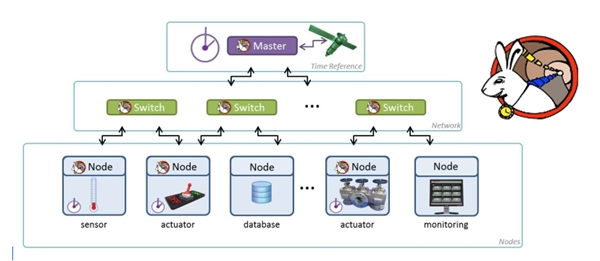 Master
Time Reference
Switch
Switch
...
Switch
Network
Node
Node
Node
...
Node
Node
sensor
actuator
database
actuator
monitoring
Nodes